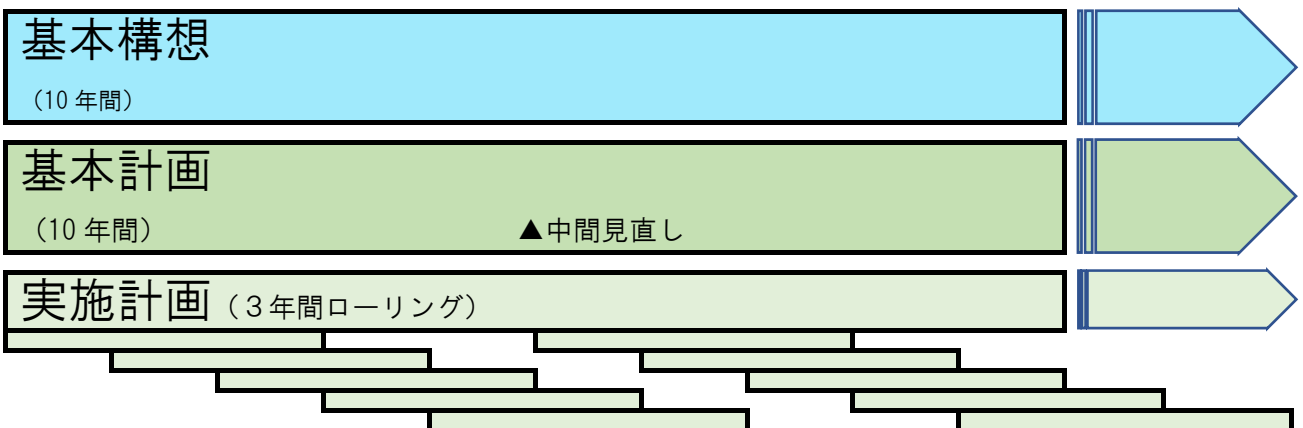 基本構想
（10 年間）
基本計画
（10 年間）　▲中間見直し
実施計画（３年間ローリング）